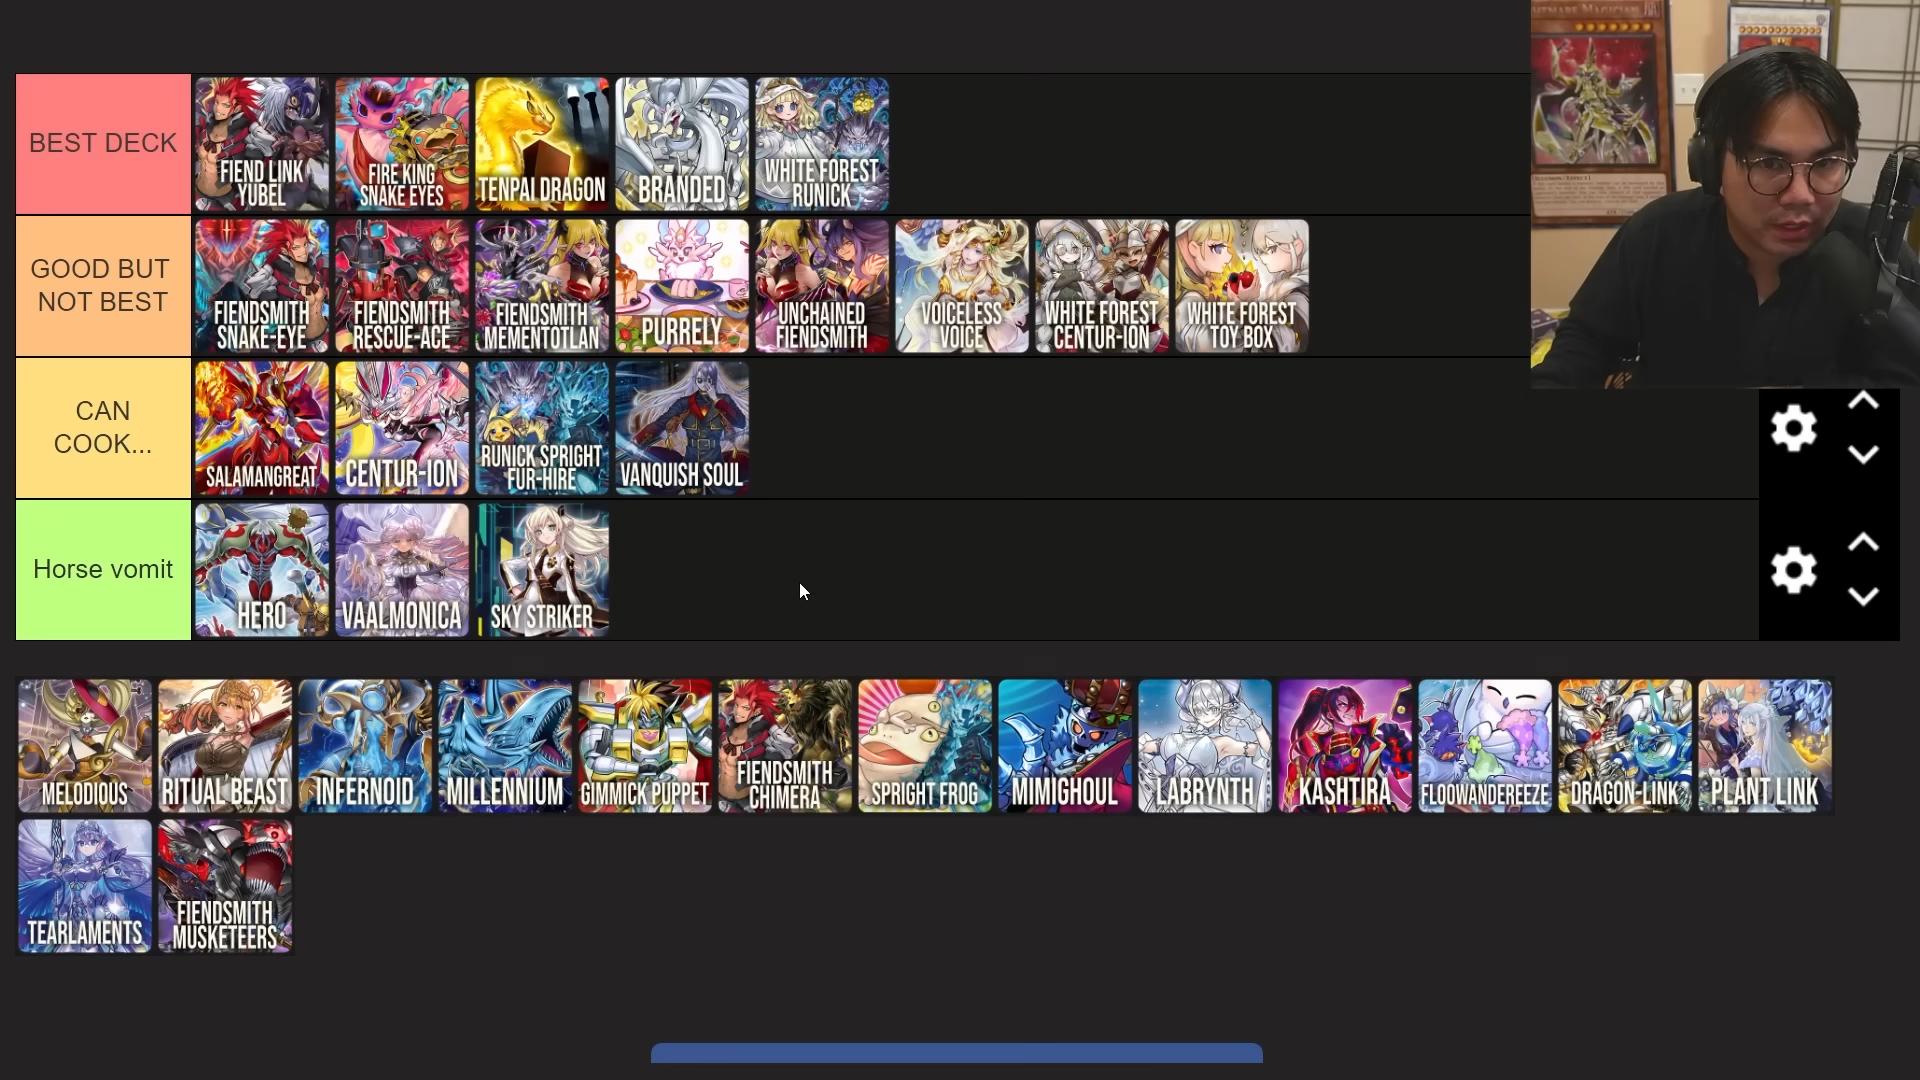 BEST DECK
FIEND LINK
YUBEL
FIRE KING
SNAKE EYES
TENPAI DRAGON
BRANDED
WHITE FOREST
RUNICK
GOOD BUT
NOT BEST
FIENDSMITH
SNAKE-EYE
FIENDSMITH
RESCUE-ACE
FIENDSMITH
MEMENTOTLAN
PURRELY
UNCHAINED
FIENDSMITH
VOICELESS
VOICE
WHITE FOREST
CENTUR-ION
WHITE FOREST
TOY BOX
CAN
COOK...
SALAMANGREAT
CENTUR-ION
RUNICK SPRIGHT
FUR-HIRE
VANQUISH SOUL
Horse vomit
HERO
VAALMONICA
SKY STRIKER
MELODIOUS
RITUAL BEAST
INFERNOID
MILLENNIUM
GIMMICK PUPPET
FIENDSMITH
CHIMERA
SPRIGHT FROG
MIMIGHOUL
LABRYNTH
KASHTIRA
FLOOWANDEREEZE
DRAGON-LINK
PLANT LINK
TEARLAMENTS
FIENDSMITH
MUSKETEERS